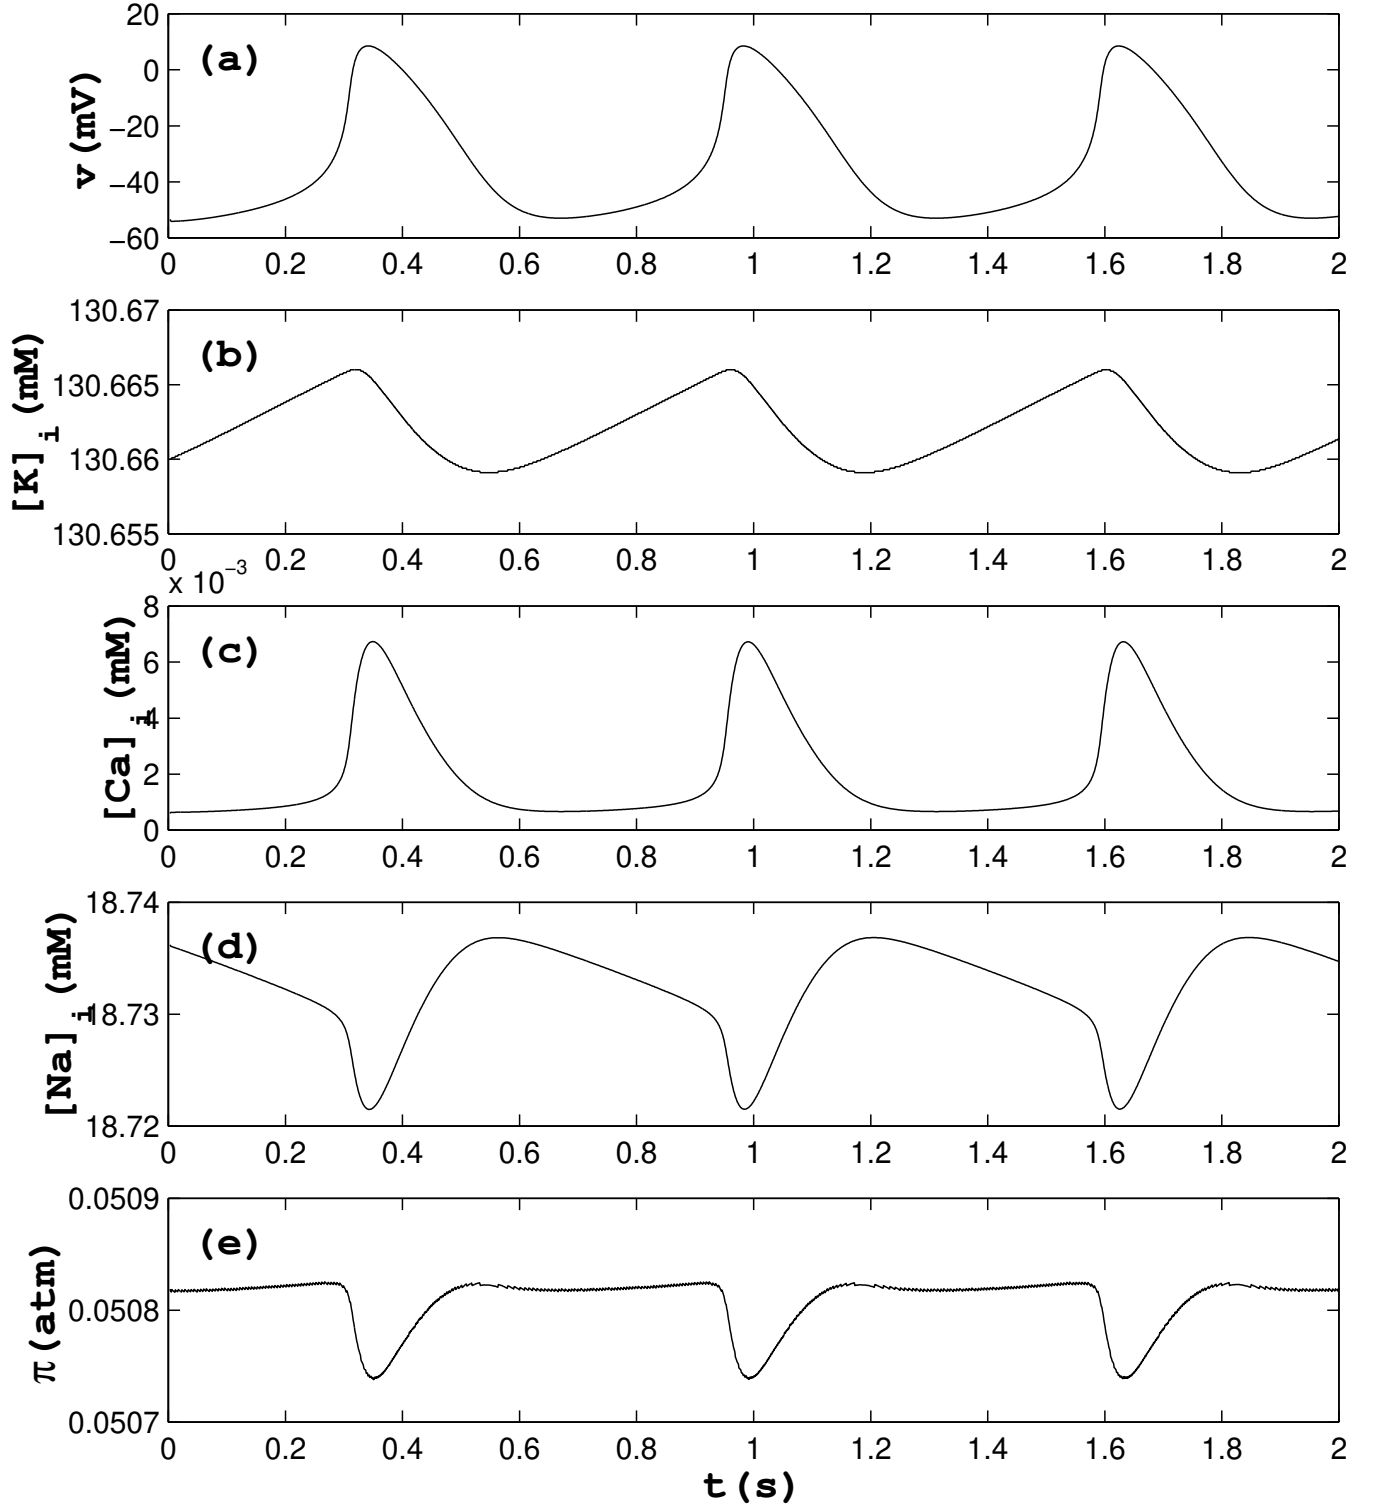 20
(a)
0
−20
−40
−60
v(mV)
0 0.2 0.4 0.6 0.8 1 1.2 1.4 1.6 1.8 2
130.67
(b)
130.665
130.66
130.655
[K]i(mM)
0 0.2 0.4 0.6 0.8 1 1.2 1.4 1.6 1.8 2
x 10−3
8
(c)
6
4
2
0
[Ca]i(mM)
0 0.2 0.4 0.6 0.8 1 1.2 1.4 1.6 1.8 2
18.74
(d)
18.73
18.72
[Na]i(mM)
0 0.2 0.4 0.6 0.8 1 1.2 1.4 1.6 1.8 2
0.0509
(e)
0.0508
0.0507
π(atm)
0 0.2 0.4 0.6 0.8 1 1.2 1.4 1.6 1.8 2
t(s)